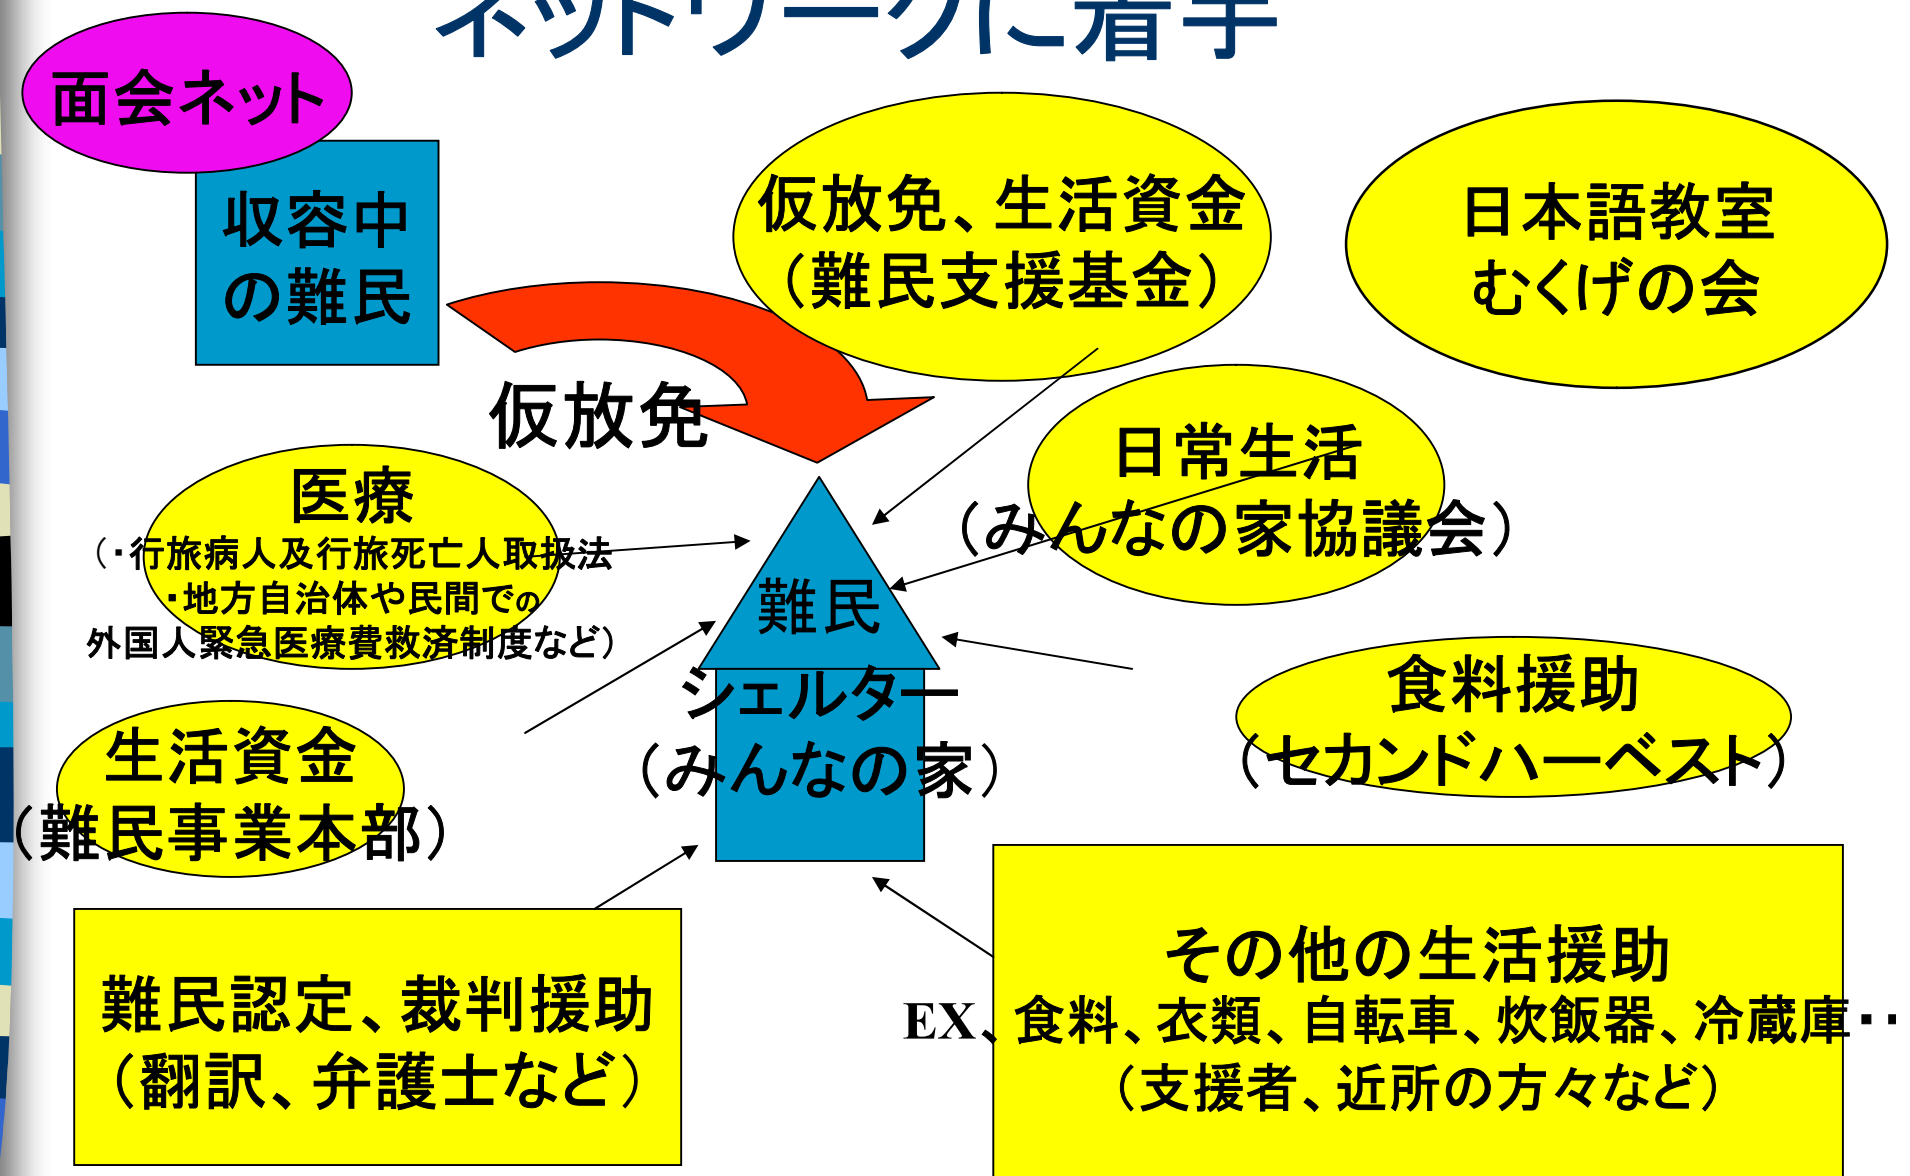 ネットワークに着手
面会ネット
収容中
の難民
仮放免、生活資金
（難民支援基金）
日本語教室
むくげの会
仮放免
日常生活
（みんなの家協議会）
医療
（・行旅病人及行旅死亡人取扱法
・地方自治体や民間での
外国人緊急医療費救済制度など）
難民
シェルター
（みんなの家）
食料援助
（セカンドハーベスト）
生活資金
（難民事業本部）
難民認定、裁判援助
（翻訳、弁護士など）
その他の生活援助
EX、食料、衣類、自転車、炊飯器、冷蔵庫・・
（支援者、近所の方々など）